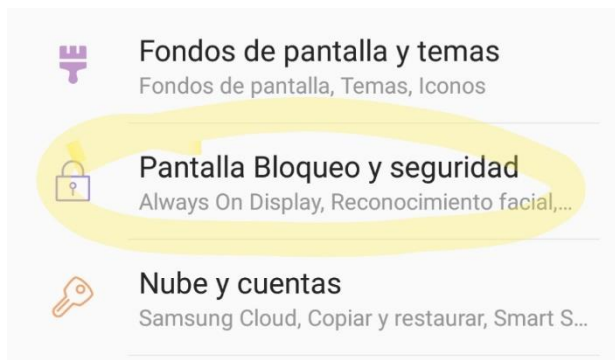 Fondos de pantalla y temas
Fondos de pantalla, Temas, Iconos
Pantalla Bloqueo y seguridad
Always On Display, Reconocimiento facial,...
Nube y cuentas
Samsung Cloud, Copiar y restaurar, Smart S...